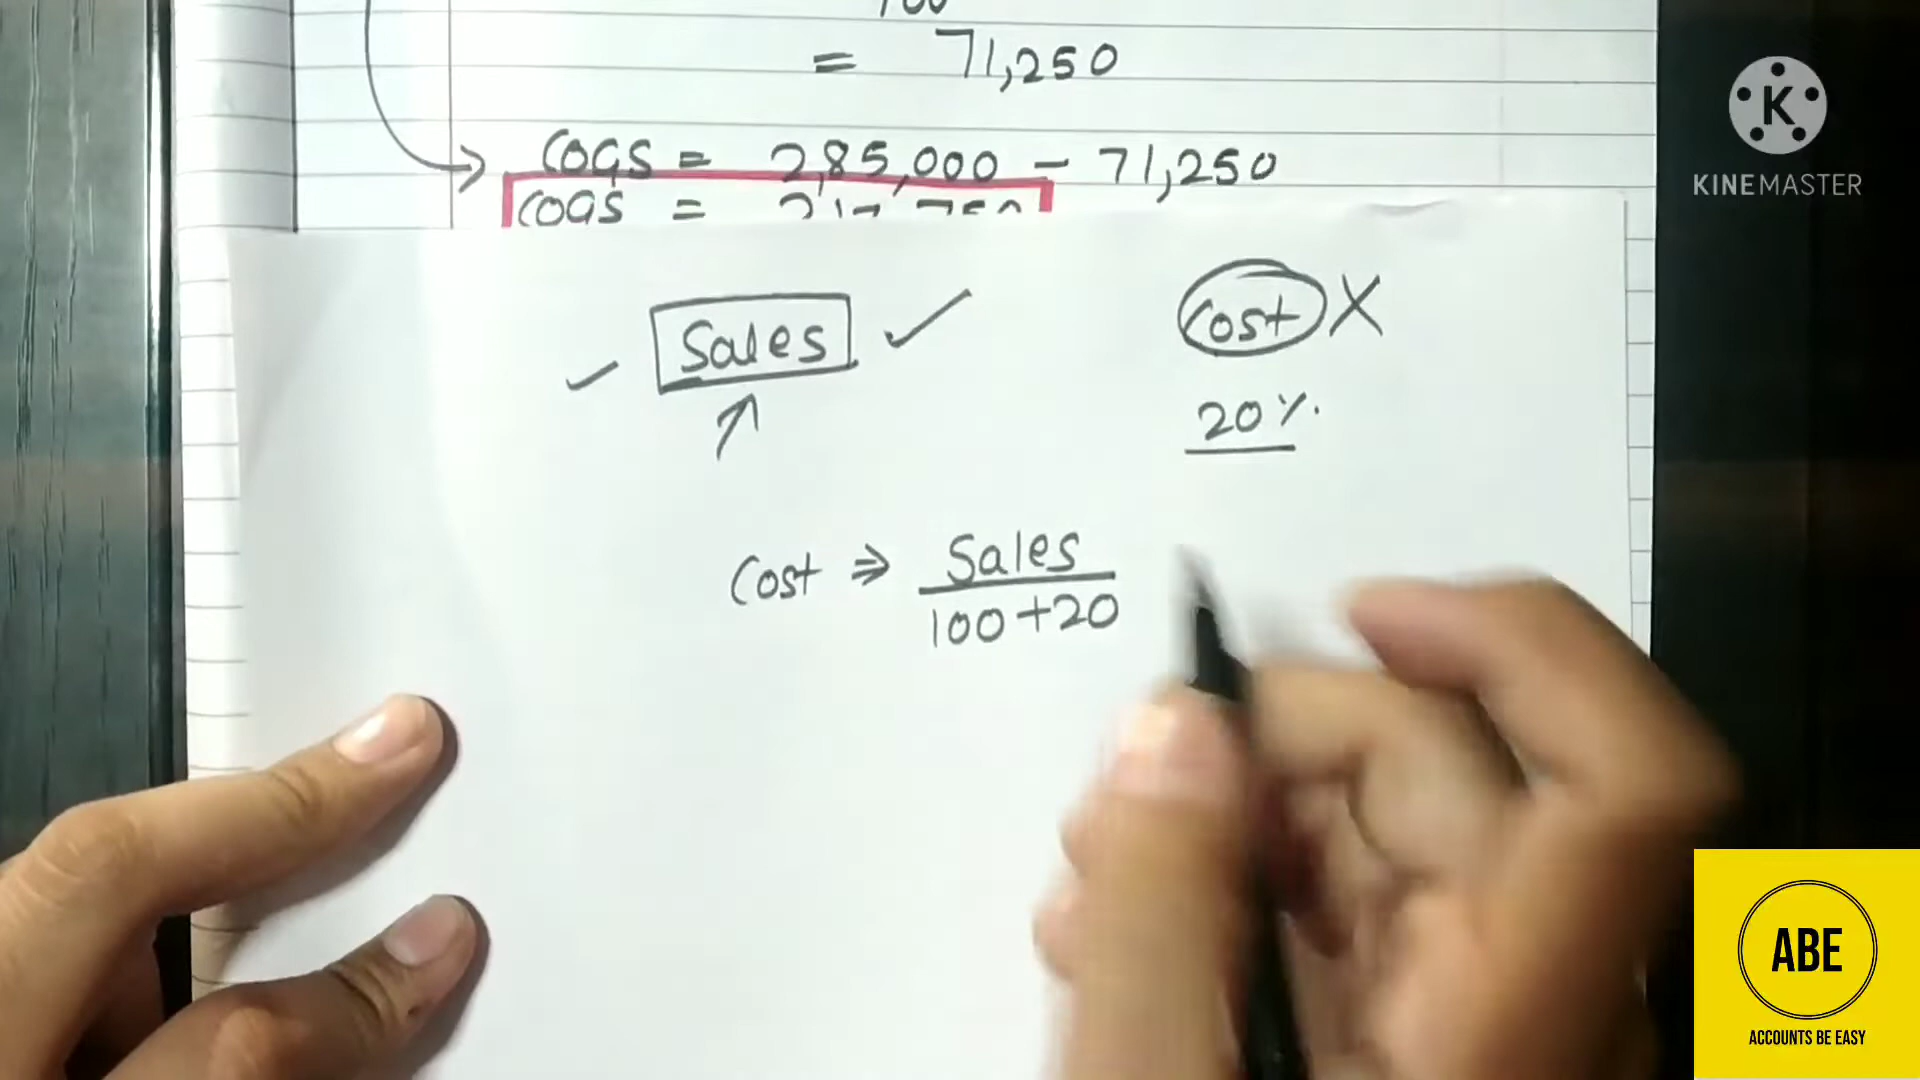 = 71,250
COGS = 2,85,000 - 71,250
COGS =
Sales
Cost X
20%.
Cost ⇒ Sales
100+20
KINEMASTER
ABE
ACCOUNTS BE EASY